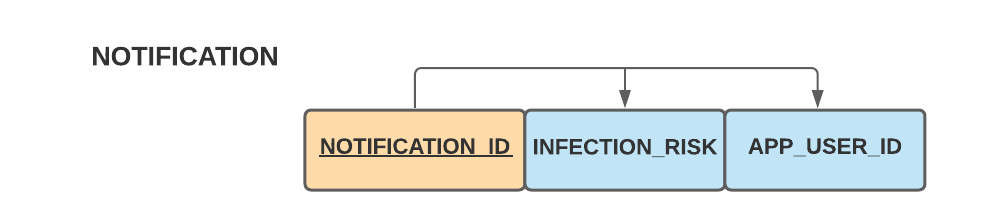 NOTIFICATION
NOTIFICATION_ID INFECTION_RISK APP_USER_ID